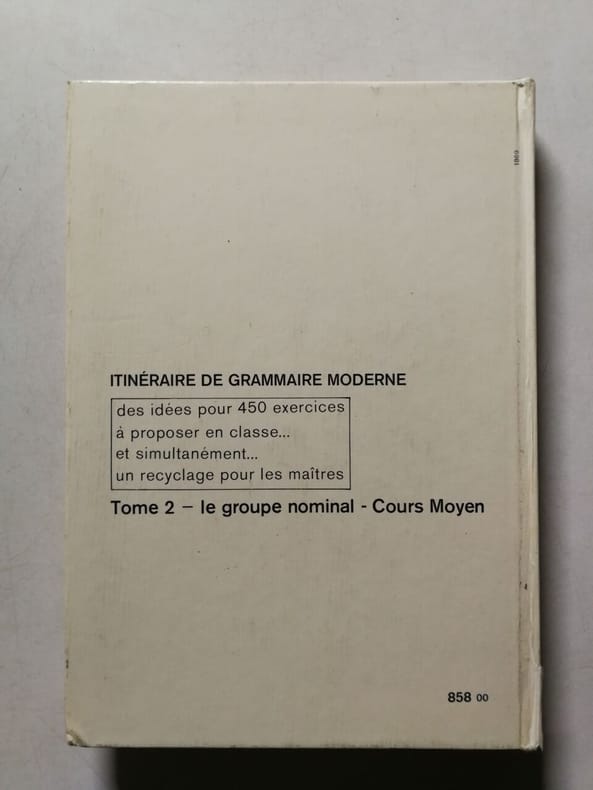 ITINÉRAIRE DE GRAMMAIRE MODERNE
des idées pour 450 exercices
à proposer en classe...
et simultanément...
un recyclage pour les maîtres
Tome 2 – le groupe nominal - Cours Moyen
858 00